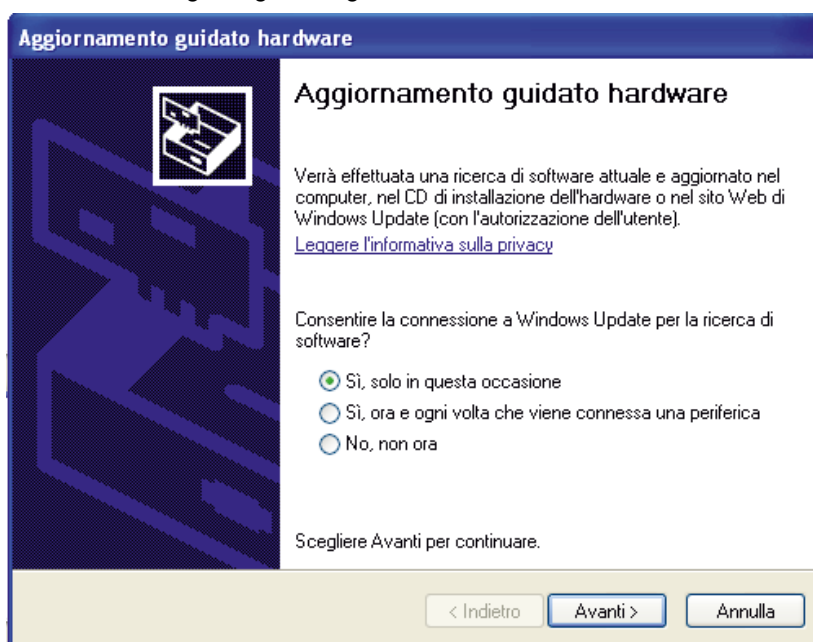 Aggiornamento guidato hardware
Aggiornamento guidato hardware
Verrà effettuata una ricerca di software attuale e aggiornato nel
computer, nel CD di installazione dell'hardware o nel sito Web di
Windows Update (con l'autorizzazione dell'utente).
Leggere l'informativa sulla privacy
Consentire la connessione a Windows Update per la ricerca di
software?
Sì, solo in questa occasione
Sì, ora e ogni volta che viene connessa una periferica
No, non ora
Scegliere Avanti per continuare.
< Indietro
Avanti >
Annulla